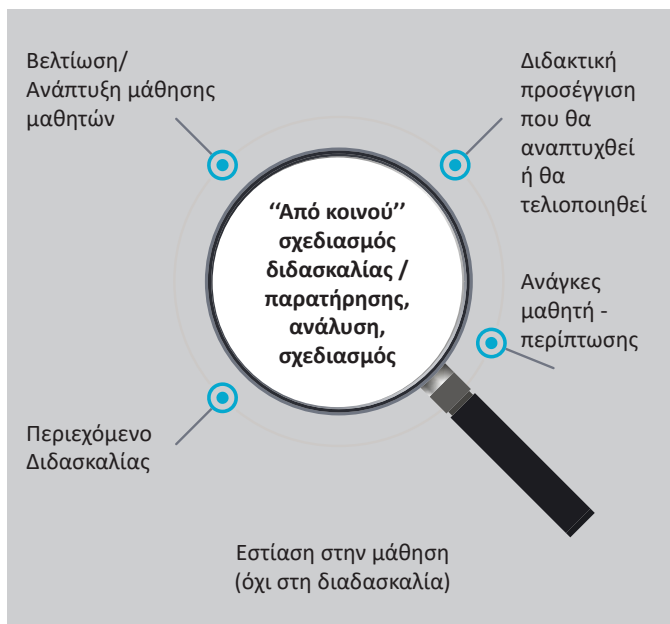 Βελτίωση/
Ανάπτυξη μάθησης
μαθητών
Διδακτική
προσέγγιση
που θα
αναπτυχθεί
ή θα
τελιοποιηθεί
‘‘Από κοινού’’
σχεδιασμός
διδασκαλίας /
παρατήρησης,
ανάλυση,
σχεδιασμός
Ανάγκες
μαθητή -
περίπτωσης
Περιεχόμενο
Διδασκαλίας
Εστίαση στην μάθηση
(όχι στη διαδασκαλία)